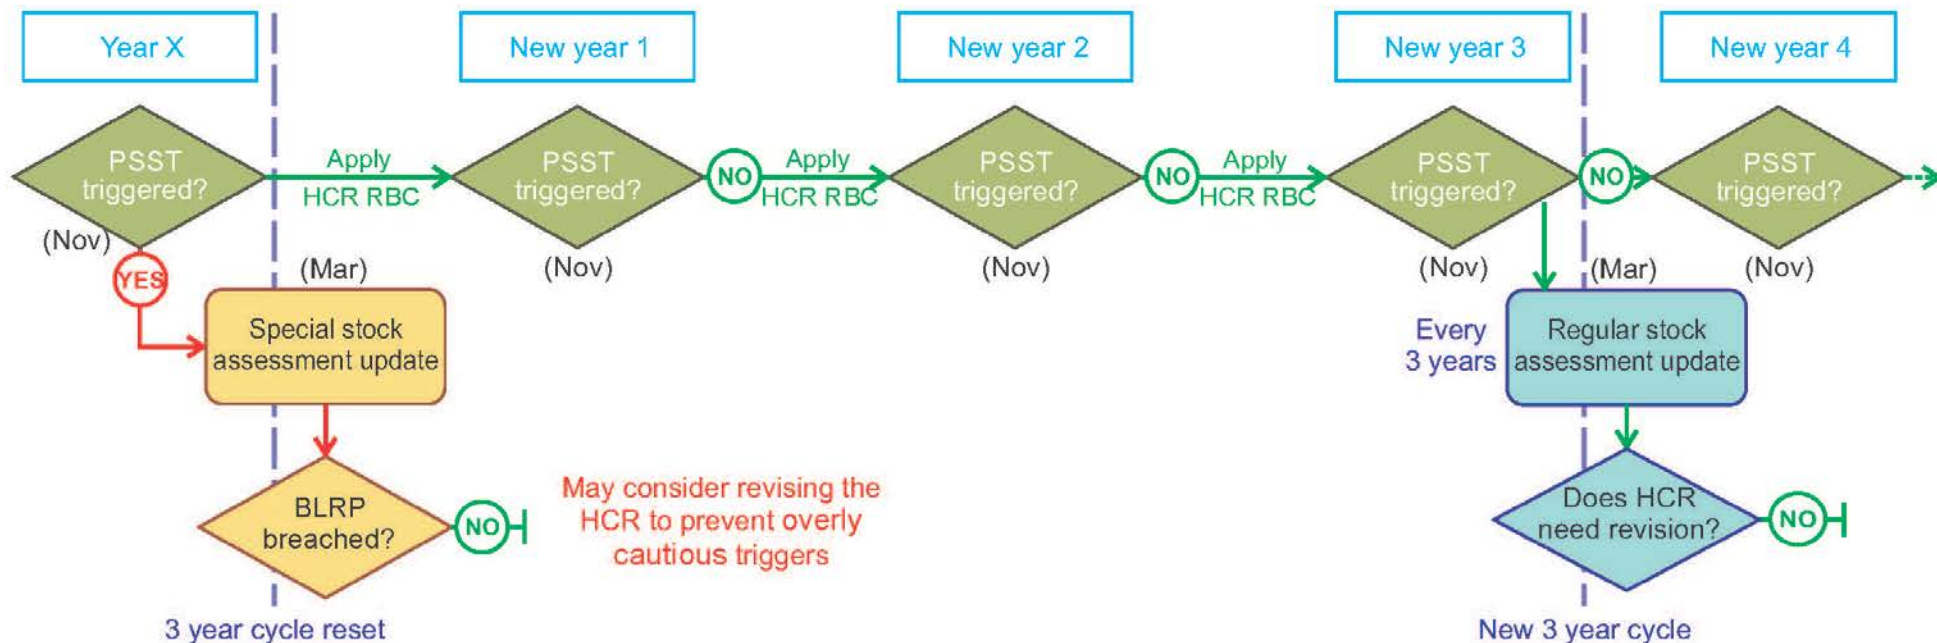 Year X
New year 1
New year 2
New year 3
New year 4
PSST
triggered?
Apply
HCR RBC
PSST
triggered?
NO
Apply
HCR RBC
PSST
triggered?
NO
Apply
HCR RBC
PSST
triggered?
NO
PSST
triggered?
(Nov)
(Nov)
(Nov)
(Nov)
(Nov)
YES
(Mar)
Special stock
assessment update
(Mar)
Every
3 years
Regular stock
assessment update
BLRP
breached?
NO
May consider revising the
HCR to prevent overly
cautious triggers
Does HCR
need revision?
NO
3 year cycle reset
New 3 year cycle